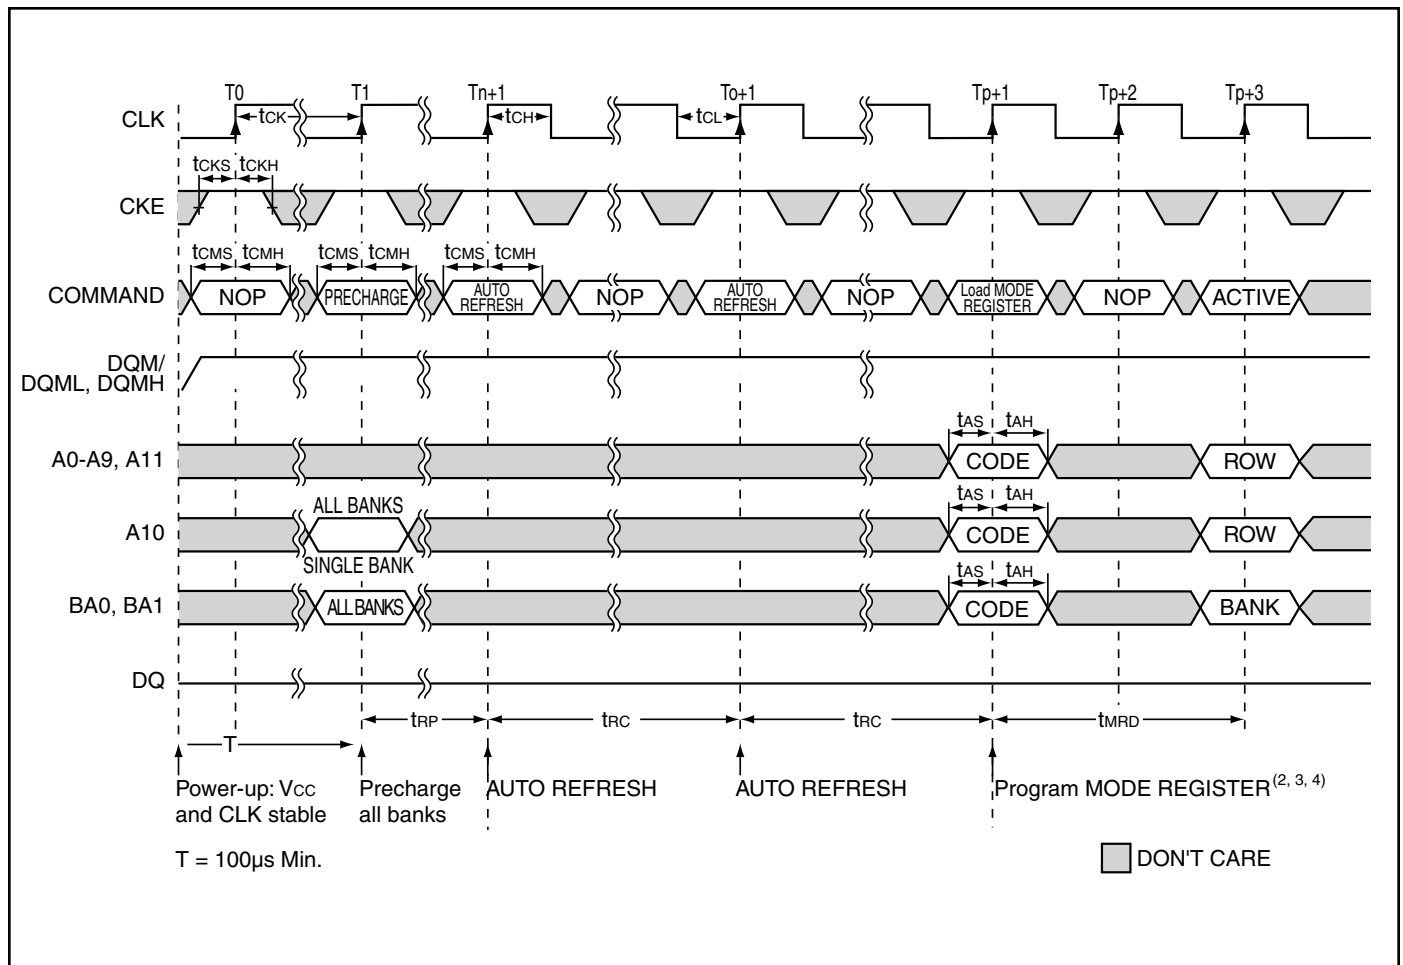 T0 T1 Tn+1 To+1 Tp+1 Tp+2 Tp+3
CLK tCK tCH tCL
tCKS tCKH
CKE
tCMS tCMH tCMS tCMH tCMS tCMH
COMMAND NOP PRECHARGE AUTO REFRESH NOP AUTO REFRESH NOP Load MODE REGISTER NOP ACTIVE
DQM/
DQML, DQMH
tAS tAH
A0-A9, A11 CODE ROW
ALL BANKS tAS tAH
A10 CODE ROW
SINGLE BANK tAS tAH
BA0, BA1 ALL BANKS CODE BANK
DQ
tRP tRC tRC tMRD
T
Power-up: VCC Precharge AUTO REFRESH AUTO REFRESH Program MODE REGISTER(2, 3, 4)
and CLK stable all banks
T = 100µs Min. DON'T CARE